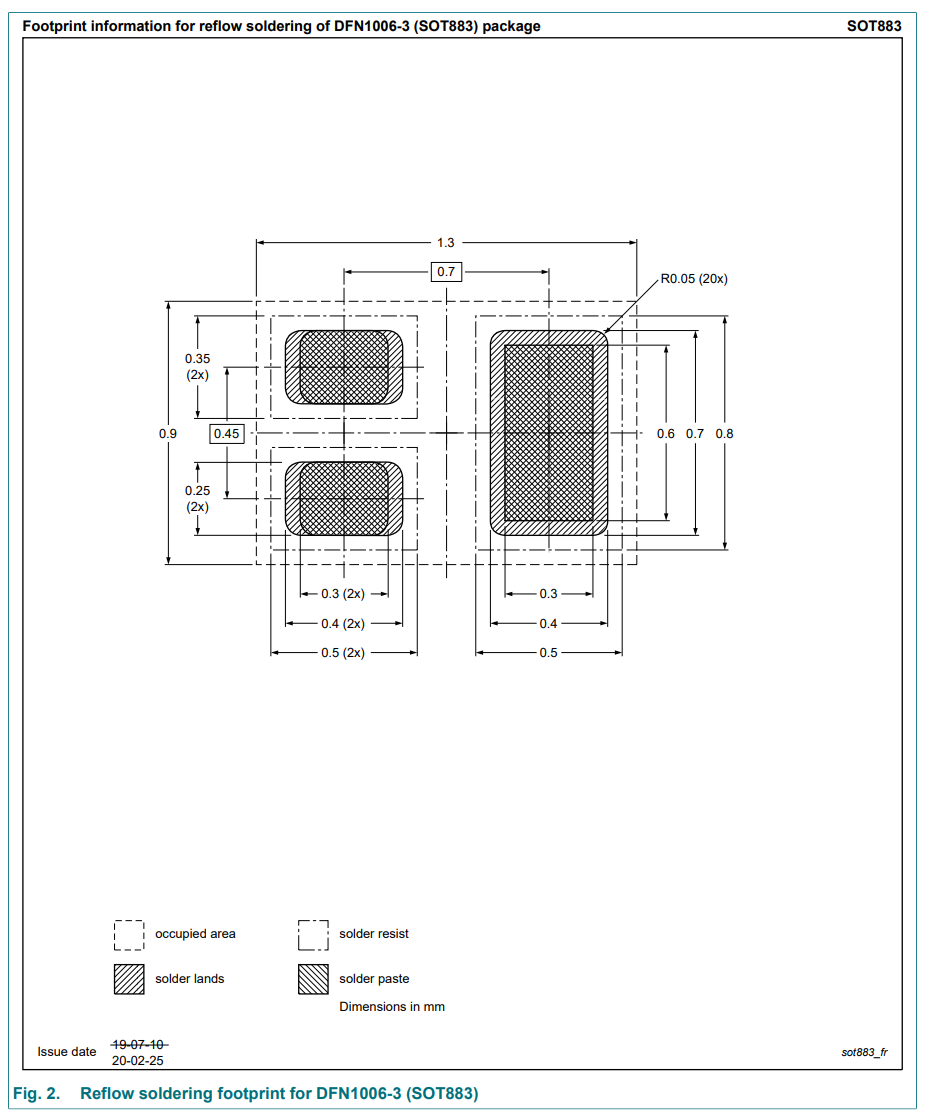 Footprint information for reflow soldering of DFN1006-3 (SOT883) package SOT883
1.3
0.7
R0.05 (20x)
0.35
(2x)
0.9
0.45
0.6 0.7 0.8
0.25
(2x)
0.3 (2x) 0.3
0.4 (2x) 0.4
0.5 (2x) 0.5
occupied area solder resist
solder lands solder paste
Dimensions in mm
Issue date 19-07-10
20-02-25
sot883_fr
Fig. 2. Reflow soldering footprint for DFN1006-3 (SOT883)